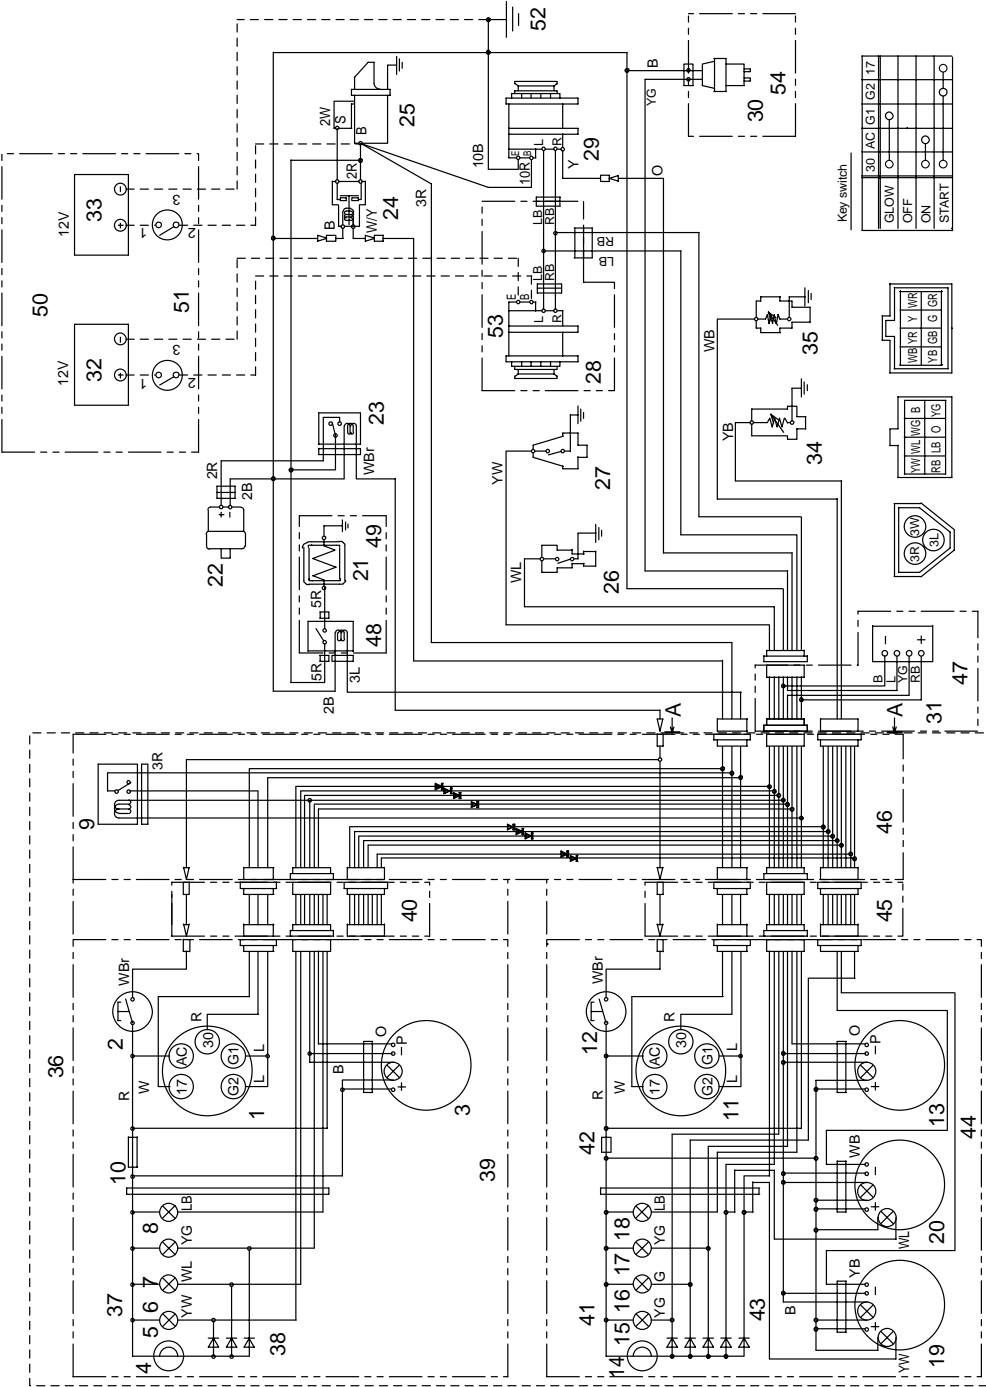 50
12V
33
12V
32
51
1
2
3
1
2
3
52
2W
S
B
25
2R
24
B
W/Y
3R
10B
10R
E
B
L
R
29
Y
LB
RB
RB
LB
LB
RB
E
B
L
R
53
28
B
YG
30
54
O
Key switch
30 AC G1 G2 17
GLOW
OFF
ON
START
2R
2B
22
23
WBr
5R
21
49
5R
48
3L
2B
YW
27
WL
26
WB
35
YB
34
WB YR Y WR
YB GB G GR
YW WL WG B
RB LB O YG
3R 3W 3L
B
L
YG
RB
31
47
A
A
9
3R
46
40
45
36
2
WBr
R
W
R
AC
30
17
G1
G2
L
L
1
B
O
P
3
10
39
8
LB
YG
7
WL
6
YW
5
37
4
38
12
WBr
R
W
R
AC
30
17
G1
G2
L
L
11
42
O
P
13
44
WB
20
WL
YB
B
19
YW
18
LB
17
YG
16
G
15
YG
41
14
43